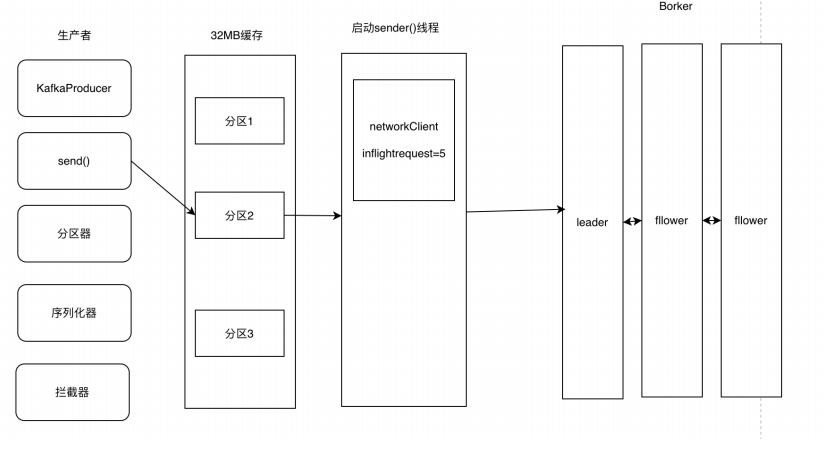 Borker
生产者
32MB缓存
启动sender()线程
KafkaProducer
send()
分区器
序列化器
拦截器
分区1
分区2
分区3
networkClient
inflightrequest=5
leader
fllower
fllower